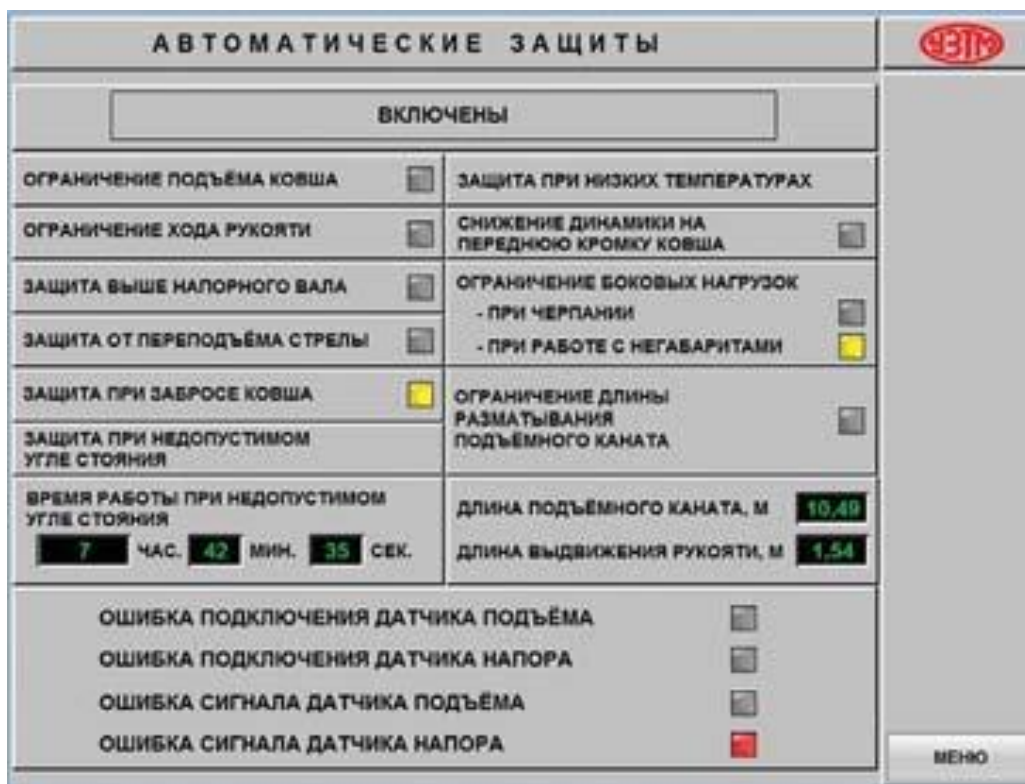 АВТОМАТИЧЕСКИЕ ЗАЩИТЫ
УЗТМ
ВКЛЮЧЕНЫ
ОГРАНИЧЕНИЕ ПОДЪЁМА КОВША
ОГРАНИЧЕНИЕ ХОДА РУКОЯТИ
ЗАЩИТА ВЫШЕ НАПОРНОГО ВАЛА
ЗАЩИТА ОТ ПЕРЕПОДЪЁМА СТРЕЛЫ
ЗАЩИТА ПРИ ЗАБРОСЕ КОВША
ЗАЩИТА ПРИ НЕДОПУСТИМОМ
УГЛЕ СТОЯНИЯ
ВРЕМЯ РАБОТЫ ПРИ НЕДОПУСТИМОМ
УГЛЕ СТОЯНИЯ
7 ЧАС. 42 МИН. 35 СЕК.
ЗАЩИТА ПРИ НИЗКИХ ТЕМПЕРАТУРАХ
СНИЖЕНИЕ ДИНАМИКИ НА
ПЕРЕДНЮЮ КРОМКУ КОВША
ОГРАНИЧЕНИЕ БОКОВЫХ НАГРУЗОК
- ПРИ ЧЕРПАНИИ
- ПРИ РАБОТЕ С НЕГАБАРИТАМИ
ОГРАНИЧЕНИЕ ДЛИНЫ
РАЗМАТЫВАНИЯ
ПОДЪЁМНОГО КАНАТА
ДЛИНА ПОДЪЁМНОГО КАНАТА, М 10,49
ДЛИНА ВЫДВИЖЕНИЯ РУКОЯТИ, М 1,54
ОШИБКА ПОДКЛЮЧЕНИЯ ДАТЧИКА ПОДЪЁМА
ОШИБКА ПОДКЛЮЧЕНИЯ ДАТЧИКА НАПОРА
ОШИБКА СИГНАЛА ДАТЧИКА ПОДЪЁМА
ОШИБКА СИГНАЛА ДАТЧИКА НАПОРА
МЕНЮ